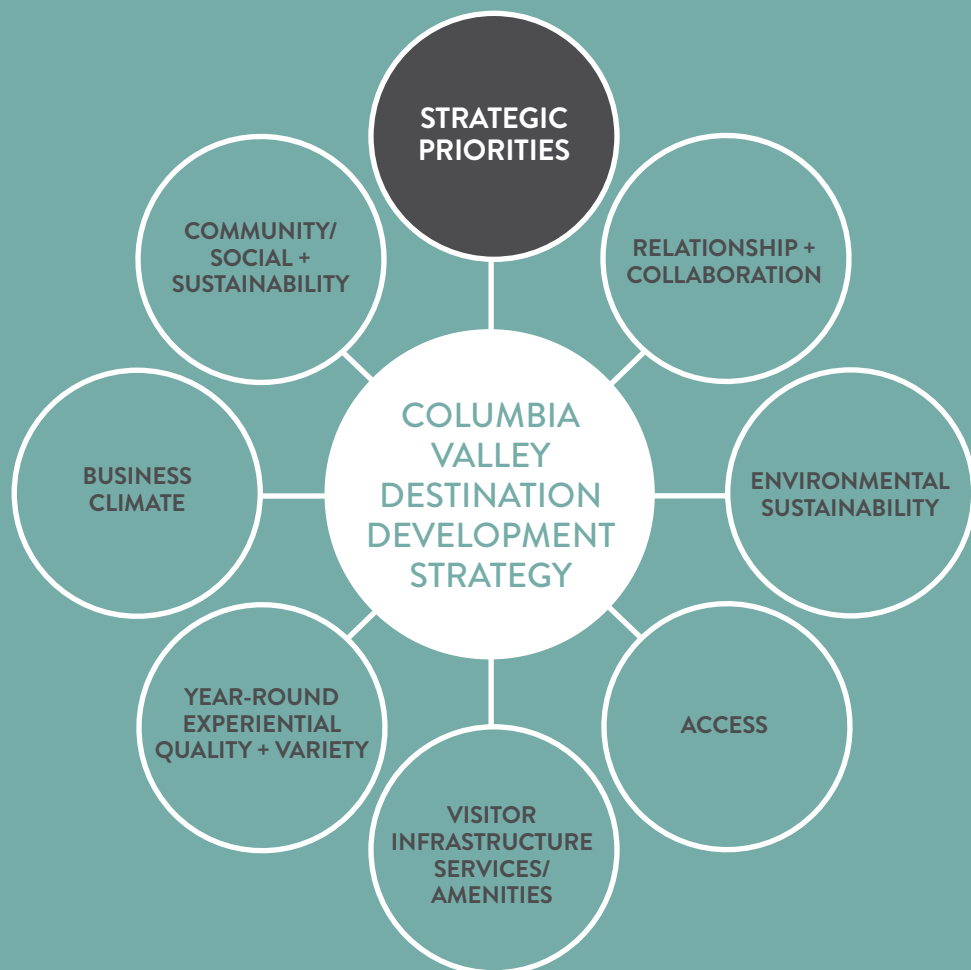 STRATEGIC
PRIORITIES
RELATIONSHIP +
COLLABORATION
ENVIRONMENTAL
SUSTAINABILITY
ACCESS
VISITOR
INFRASTRUCTURE
SERVICES/
AMENITIES
YEAR-ROUND
EXPERIENTIAL
QUALITY + VARIETY
BUSINESS
CLIMATE
COMMUNITY/
SOCIAL +
SUSTAINABILITY
COLUMBIA
VALLEY
DESTINATION
DEVELOPMENT
STRATEGY